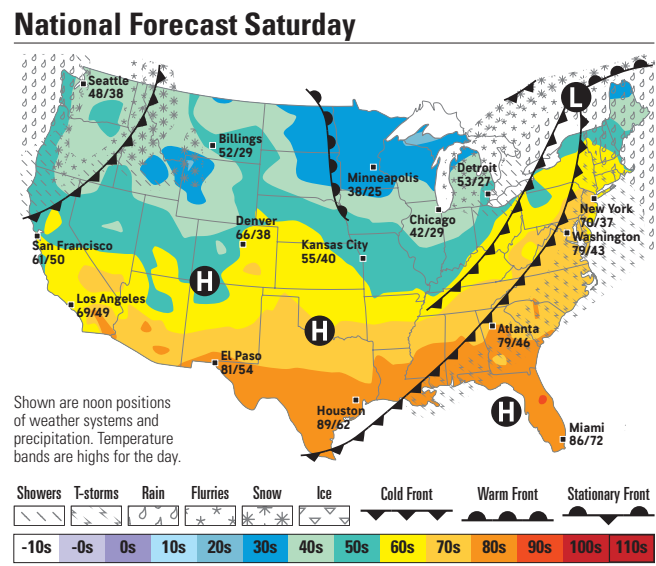 National Forecast Saturday
Seattle
48/38
Billings
52/29
Minneapolis
38/25
Detroit
53/27
L
New York
70/37
Washington
79/43
Chicago
42/29
Denver
66/38
Kansas City
55/40
San Francisco
61/50
H
Los Angeles
69/49
H
Atlanta
79/46
El Paso
81/54
Houston
89/62
H
Miami
86/72
Shown are noon positions
of weather systems and
precipitation. Temperature
bands are highs for the day.
Showers T-storms Rain Flurries Snow Ice Cold Front Warm Front Stationary Front
-10s -0s 0s 10s 20s 30s 40s 50s 60s 70s 80s 90s 100s 110s